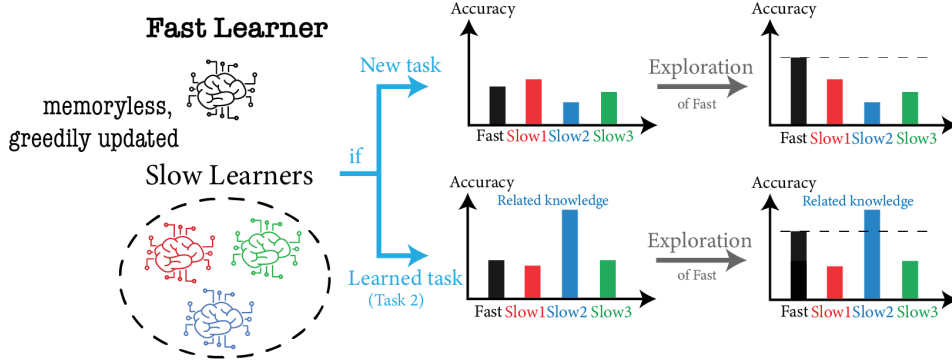 Fast Learner
memoryless,
greedily updated
Slow Learners
if
New task
Learned task
(Task 2)
Accuracy
Fast Slow1 Slow2 Slow3
Exploration
of Fast
Accuracy
Fast Slow1 Slow2 Slow3
Accuracy
Related knowledge
Fast Slow1 Slow2 Slow3
Exploration
of Fast
Accuracy
Related knowledge
Fast Slow1 Slow2 Slow3